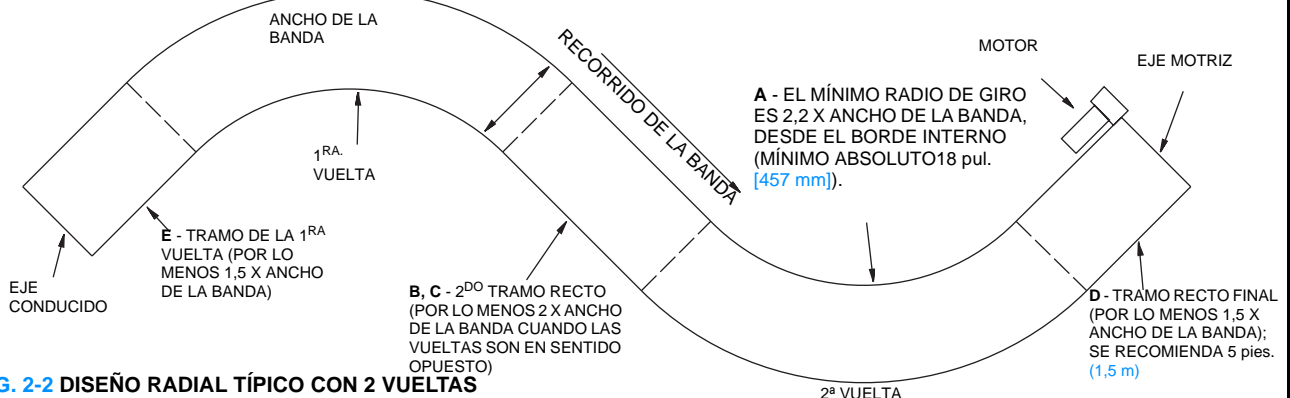 ANCHO DE LA
BANDA
RECORRIDO DE LA BANDA
MOTOR
EJE MOTRIZ
A - EL MÍNIMO RADIO DE GIRO
ES 2,2 X ANCHO DE LA BANDA,
DESDE EL BORDE INTERNO
(MÍNIMO ABSOLUTO18 pul.
[457 mm]).
1RA.
VUELTA
E - TRAMO DE LA 1RA
VUELTA (POR LO
MENOS 1,5 X ANCHO
DE LA BANDA)
EJE
CONDUCIDO
B, C - 2DO TRAMO RECTO
(POR LO MENOS 2 X ANCHO
DE LA BANDA CUANDO LAS
VUELTAS SON EN SENTIDO
OPUESTO)
D - TRAMO RECTO FINAL
(POR LO MENOS 1,5 X
ANCHO DE LA BANDA);
SE RECOMIENDA 5 pies.
(1,5 m)
2ª VUELTA
G. 2-2 DISEÑO RADIAL TÍPICO CON 2 VUELTAS